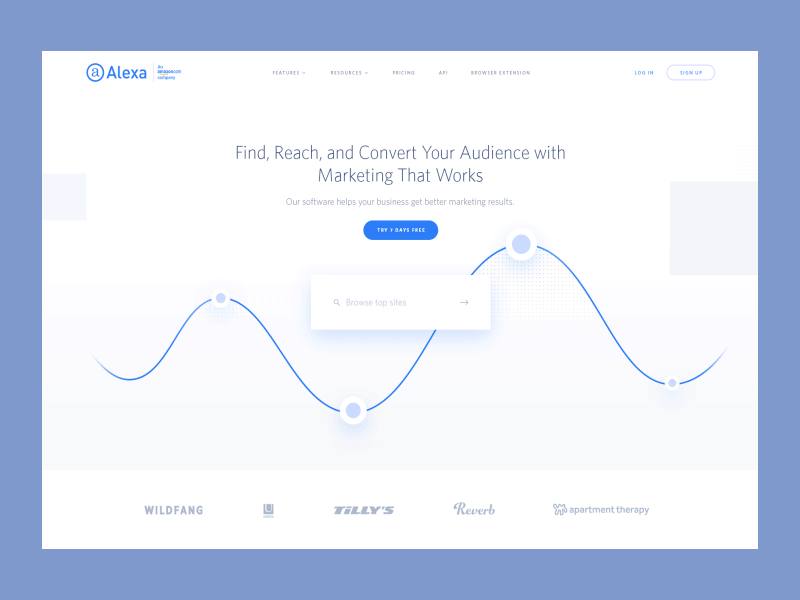 a Alexa
An
amazon.com
company
FEATURES
RESOURCES
PRICING
API
BROWSER EXTENSION
LOG IN
SIGN UP
Find, Reach, and Convert Your Audience with
Marketing That Works
Our software helps your business get better marketing results.
TRY 7 DAYS FREE
Browse top sites
WILDFANG
U
TiLLY'S
Reverb
apartment therapy